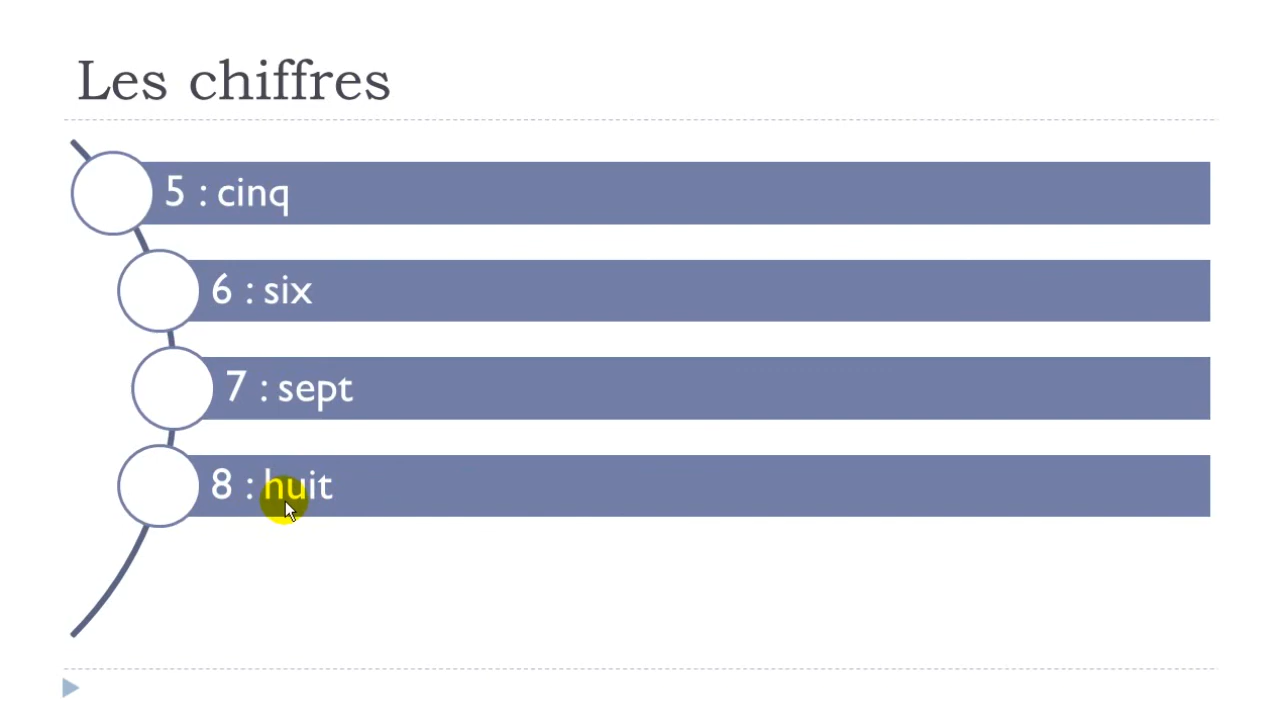 Les chiffres
5 : cinq
6 : six
7 : sept
8 : huit